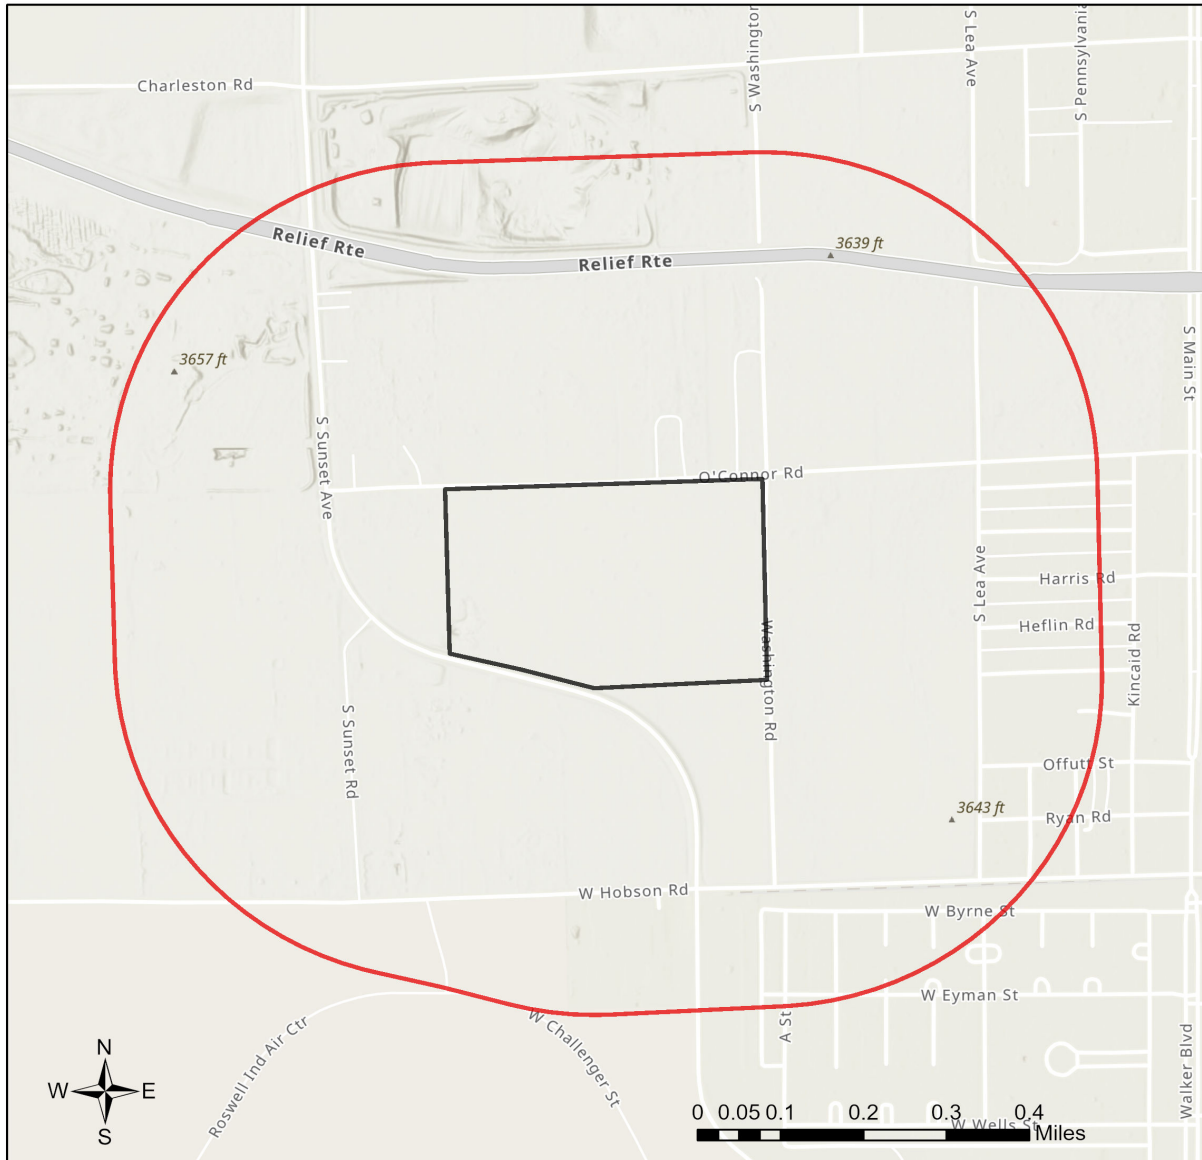 S Washington
S Lea Ave
Charleston Rd
Relief Rte
Relief Rte
3639 ft
3657 ft
S Main St
S Sunset Ave
O'Connor Rd
S Lea Ave
Harris Rd
Heflin Rd
Washington Rd
Kincaid Rd
S Sunset Rd
Offutt St
3643 ft
Ryan Rd
W Hobson Rd
W Byrne St
W Eyman St
W Challenger St
A St
Roswell Ind Air Ctr
Walker Blvd
N
W E
S
0 0.05 0.1 0.2 0.3 0.4
Miles
W Wells St